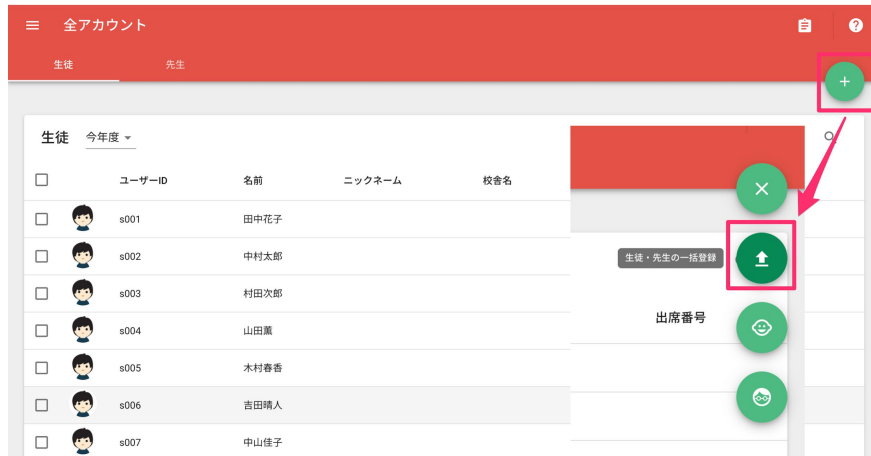 全アカウント
生徒 先生
生徒 今年度
ユーザーID 名前 ニックネーム 校舎名
s001 田中花子
s002 中村太郎
s003 村田次郎
s004 山田薫
s005 木村春香
s006 吉田晴人
s007 中山佳子
生徒・先生の一括登録
出席番号